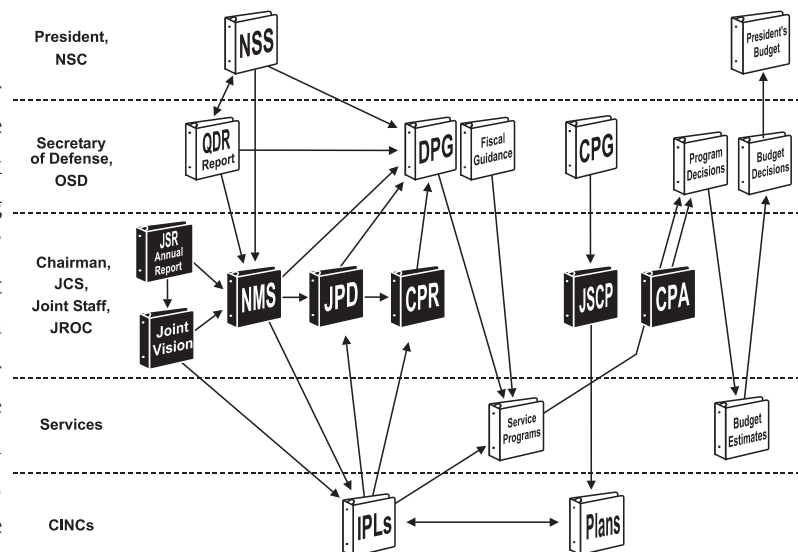 President,
NSC
NSS
President's
Budget
Secretary
of Defense,
OSD
QDR
Report
DPG
Fiscal
Guidance
CPG
Program
Decisions
Budget
Decisions
Chairman,
JCS,
Joint Staff,
JROC
JSR
Annual
Report
Joint
Vision
NMS
JPD
CPR
JSCP
CPA
Services
Service
Programs
Budget
Estimates
CINCs
IPLs
Plans